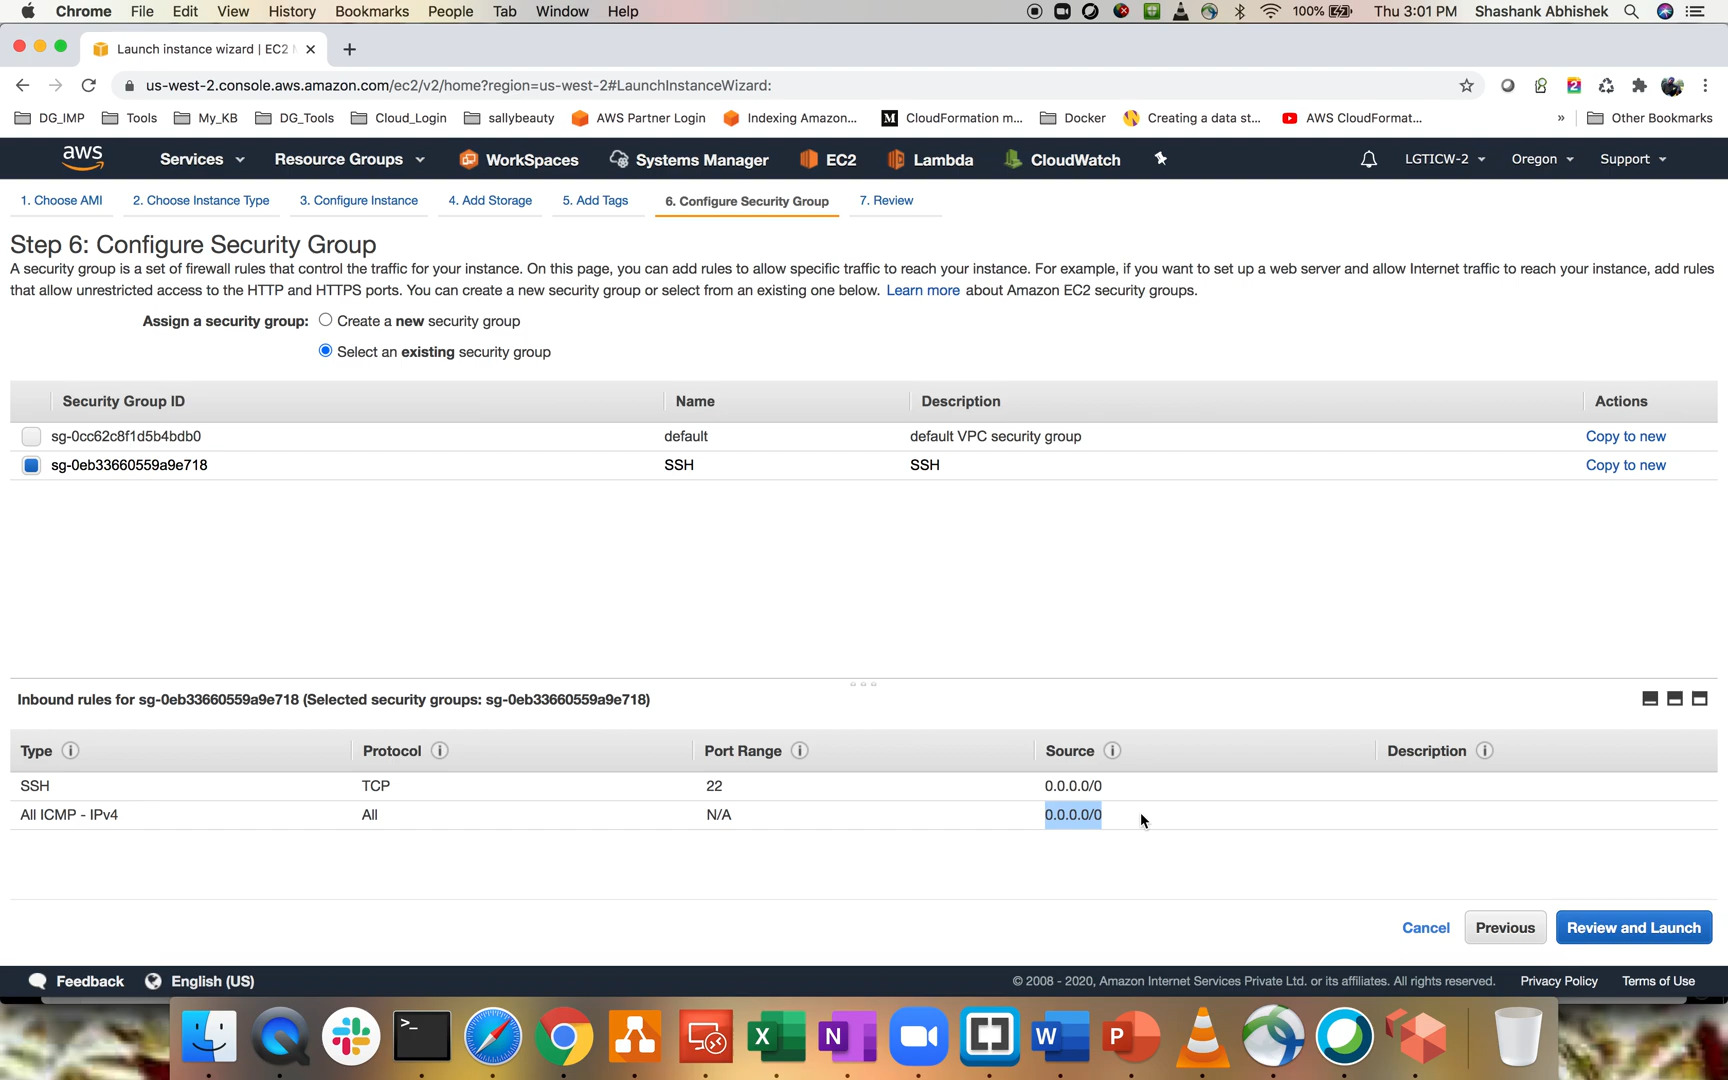 Chrome File Edit View History Bookmarks People Tab Window Help 100% Thu 3:01 PM Shashank Abhishek
Launch instance wizard | EC2 M
us-west-2.console.aws.amazon.com/ec2/v2/home?region=us-west-2#LaunchInstanceWizard:
DG_IMP Tools My_KB DG_Tools Cloud_Login sallybeauty AWS Partner Login Indexing Amazon... M CloudFormation m... Docker Creating a data st... AWS CloudFormat... » Other Bookmarks
aws Services Resource Groups WorkSpaces Systems Manager EC2 Lambda CloudWatch LGTICW-2 Oregon Support
1. Choose AMI 2. Choose Instance Type 3. Configure Instance 4. Add Storage 5. Add Tags 6. Configure Security Group 7. Review
Step 6: Configure Security Group
A security group is a set of firewall rules that control the traffic for your instance. On this page, you can add rules to allow specific traffic to reach your instance. For example, if you want to set up a web server and allow Internet traffic to reach your instance, add rules
that allow unrestricted access to the HTTP and HTTPS ports. You can create a new security group or select from an existing one below. Learn more about Amazon EC2 security groups.
Assign a security group: Create a new security group
Select an existing security group
Security Group ID Name Description Actions
sg-0cc62c8f1d5b4bdb0 default default VPC security group Copy to new
sg-0eb33660559a9e718 SSH SSH Copy to new
Inbound rules for sg-0eb33660559a9e718 (Selected security groups: sg-0eb33660559a9e718)
Type i Protocol i Port Range i Source i Description i
SSH TCP 22 0.0.0.0/0
All ICMP - IPv4 All N/A 0.0.0.0/0
Cancel Previous Review and Launch
Feedback English (US) © 2008 - 2020, Amazon Internet Services Private Ltd. or its affiliates. All rights reserved. Privacy Policy Terms of Use
>_ X N W P